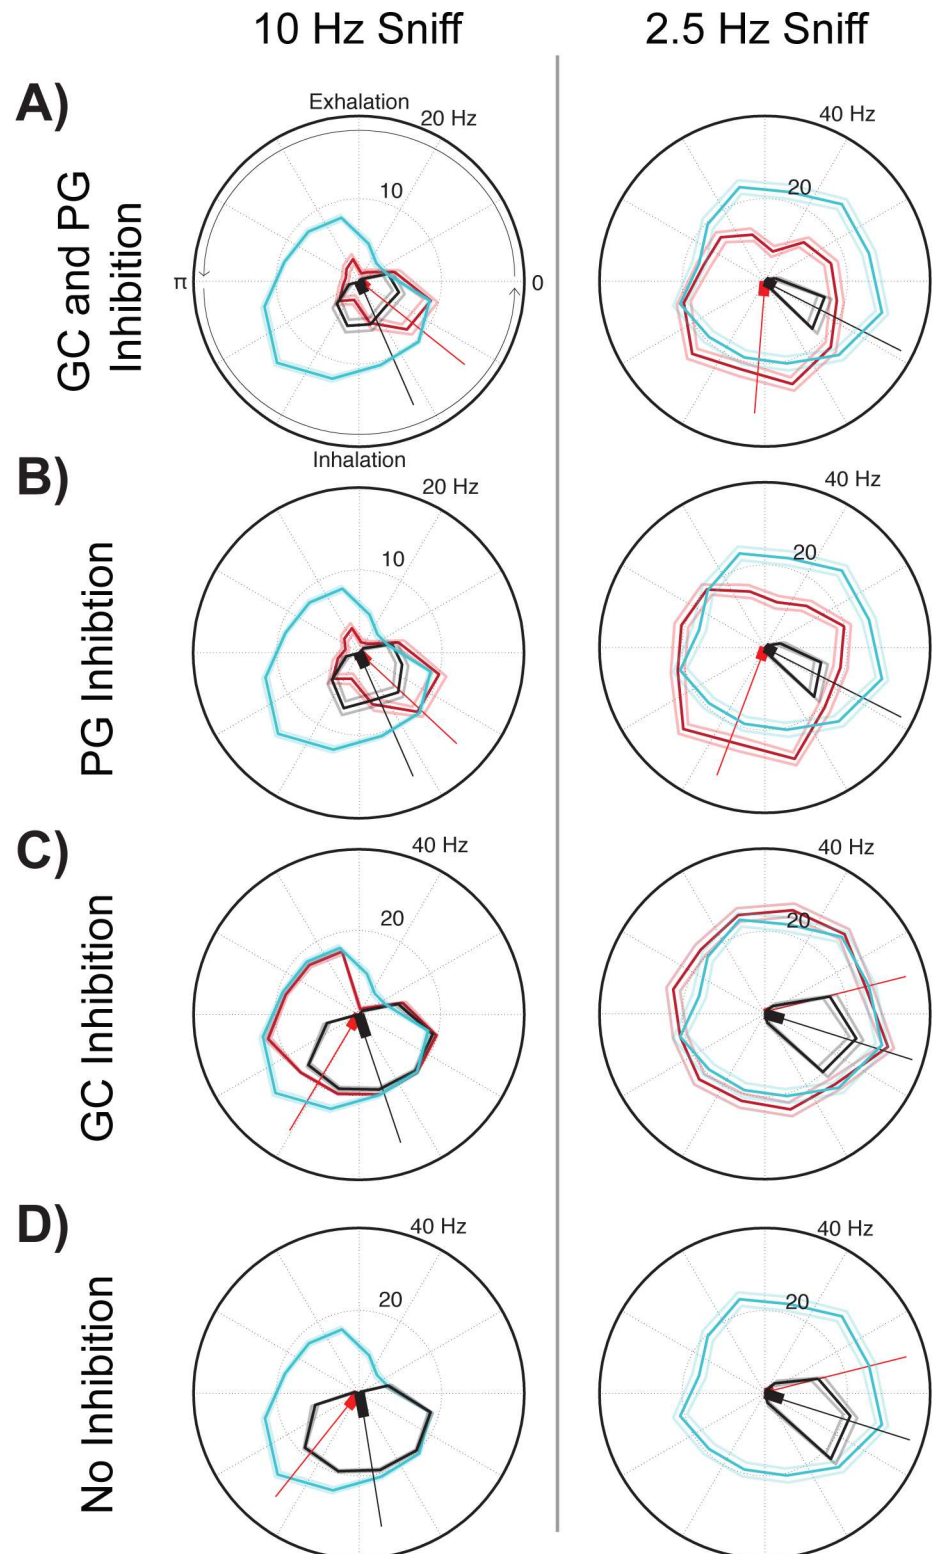 10 Hz Sniff
2.5 Hz Sniff
A)
GC and PG
Inhibition
Exhalation
20 Hz
10
π
0
Inhalation
40 Hz
20
B)
PG Inhibtion
20 Hz
10
40 Hz
20
C)
GC Inhibition
40 Hz
20
40 Hz
20
D)
No Inhibition
40 Hz
20
40 Hz
20